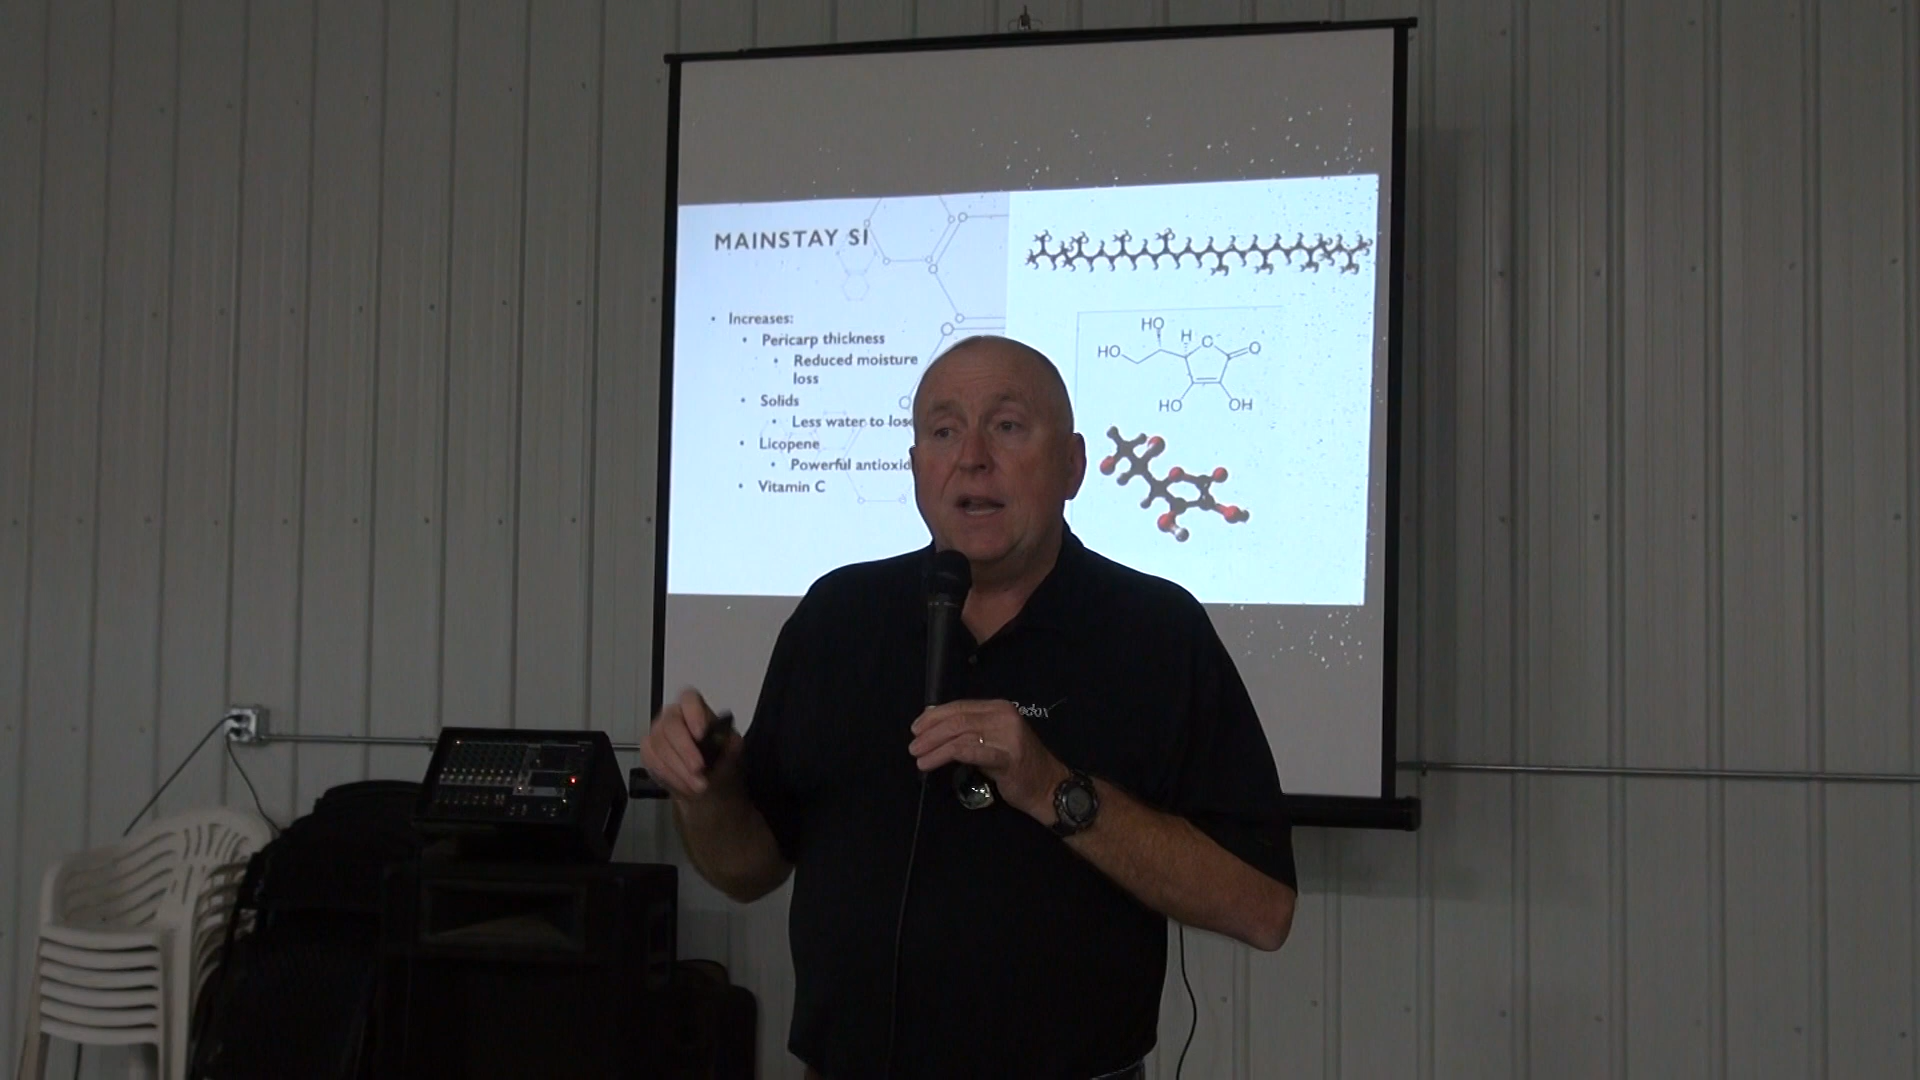 MAINSTAY SI
• Increases:
• Pericarp thickness
• Reduced moisture
loss
• Solids
• Less water to lose
• Licopene
• Powerful antioxid
• Vitamin C
HO
H
C
O
HO
HO
OH
Redox